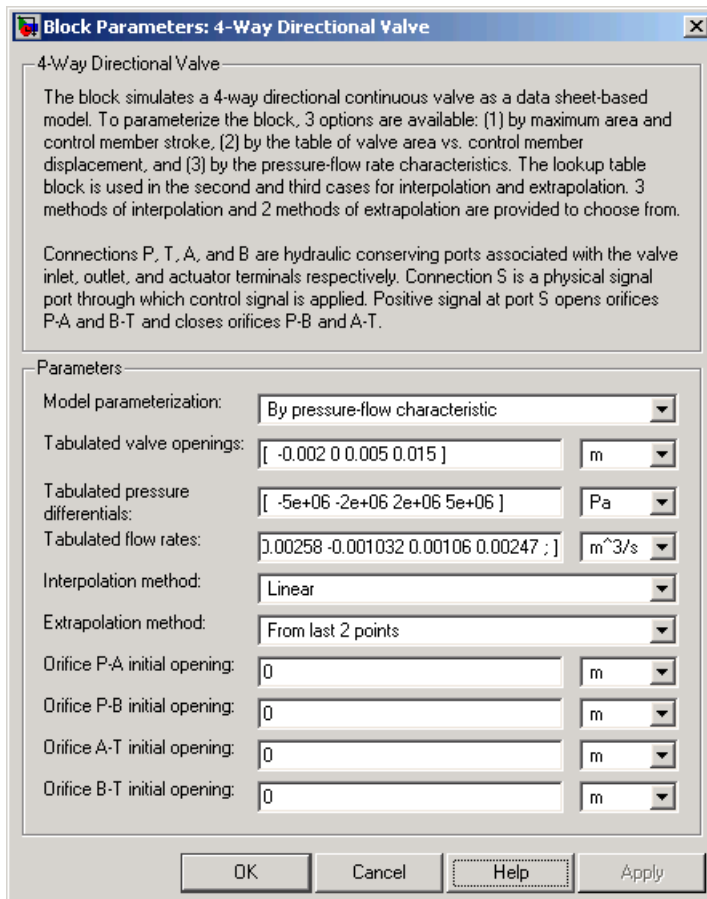 Block Parameters: 4-Way Directional Valve
4-Way Directional Valve
The block simulates a 4-way directional continuous valve as a data sheet-based
model. To parameterize the block, 3 options are available: (1) by maximum area and
control member stroke, (2) by the table of valve area vs. control member
displacement, and (3) by the pressure-flow rate characteristics. The lookup table
block is used in the second and third cases for interpolation and extrapolation. 3
methods of interpolation and 2 methods of extrapolation are provided to choose from.
Connections P, T, A, and B are hydraulic conserving ports associated with the valve
inlet, outlet, and actuator terminals respectively. Connection S is a physical signal
port through which control signal is applied. Positive signal at port S opens orifices
P-A and B-T and closes orifices P-B and A-T.
Parameters
Model parameterization: By pressure-flow characteristic
Tabulated valve openings: [ -0.002 0 0.005 0.015 ] m
Tabulated pressure
differentials: [ -5e+06 -2e+06 2e+06 5e+06 ] Pa
Tabulated flow rates: 0.00258 -0.001032 0.00106 0.00247 ; ] m^3/s
Interpolation method: Linear
Extrapolation method: From last 2 points
Orifice P-A initial opening: 0 m
Orifice P-B initial opening: 0 m
Orifice A-T initial opening: 0 m
Orifice B-T initial opening: 0 m
OK Cancel Help Apply